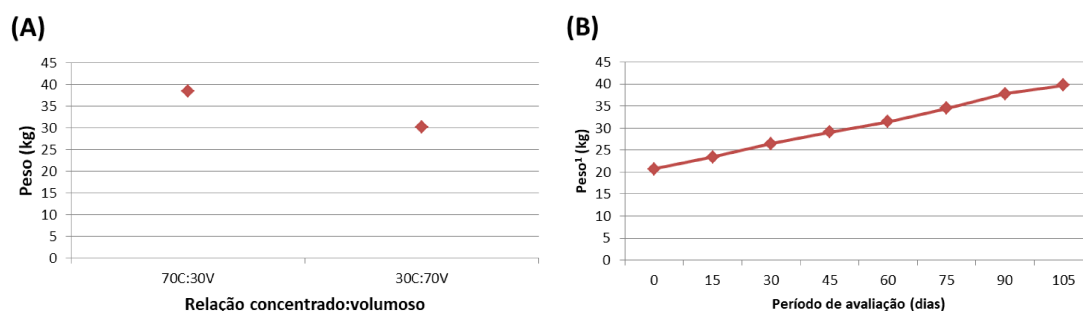 (A)
45
40
35
30
25
20
15
10
5
0
Peso (kg)
70C:30V 30C:70V
Relação concentrado:volumoso
(B)
45
40
35
30
25
20
15
10
5
0
Peso¹ (kg)
0 15 30 45 60 75 90 105
Período de avaliação (dias)